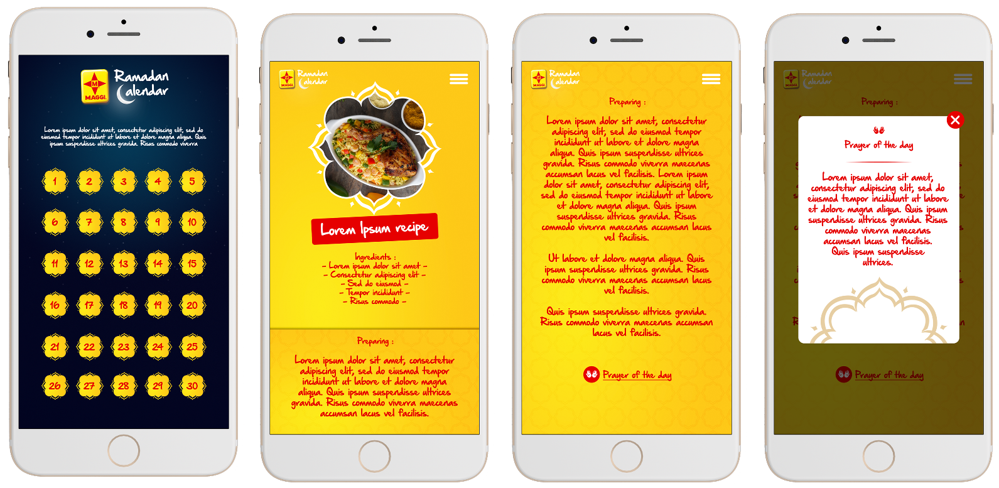 Ramadan
Calendar
M
MAGGI
Lorem ipsum dolor sit amet, consectetur adipiscing elit, sed do
eiusmod tempor incididunt ut labore et dolore magna aliqua. Quis
ipsum suspendisse ultrices gravida. Risus commodo viverra
1 2 3 4 5
6 7 8 9 10
11 12 13 14 15
16 17 18 19 20
21 22 23 24 25
26 27 28 29 30
M
MAGGI
Ramadan
Calendar
Lorem Ipsum recipe
Ingredients :
- Lorem ipsum dolor sit amet -
- Consectetur adipiscing elit -
- Sed do eiusmod -
- Tempor incididunt -
- Risus commodo -
Preparing :
Lorem ipsum dolor sit amet, consectetur
adipiscing elit, sed do eiusmod tempor
incididunt ut labore et dolore magna
aliqua. Quis ipsum suspendisse ultrices
gravida. Risus commodo viverra maecenas
accumsan lacus vel facilisis.
M
MAGGI
Ramadan
Calendar
Preparing :
Lorem ipsum dolor sit amet, consectetur
adipiscing elit, sed do eiusmod tempor
incididunt ut labore et dolore magna
aliqua. Quis ipsum suspendisse ultrices
gravida. Risus commodo viverra maecenas
accumsan lacus vel facilisis. Lorem ipsum
dolor sit amet, consectetur adipiscing elit,
sed do eiusmod tempor incididunt ut labore
et dolore magna aliqua. Quis ipsum
suspendisse ultrices gravida. Risus
commodo viverra maecenas accumsan lacus
vel facilisis.
Ut labore et dolore magna aliqua. Quis
ipsum suspendisse ultrices gravida. Risus
commodo viverra maecenas accumsan lacus
vel facilisis.
Quis ipsum suspendisse ultrices gravida.
Risus commodo viverra maecenas accumsan
lacus vel facilisis.
Prayer of the day
M
MAGGI
Ramadan
Calendar
Preparing :
Prayer of the day
Lorem ipsum dolor sit amet,
consectetur adipiscing elit, sed do
eiusmod tempor incididunt ut labore
et dolore magna aliqua. Quis ipsum
suspendisse ultrices gravida. Risus
commodo viverra maecenas
accumsan lacus vel facilisis.
Quis ipsum suspendisse
ultrices.
Prayer of the day